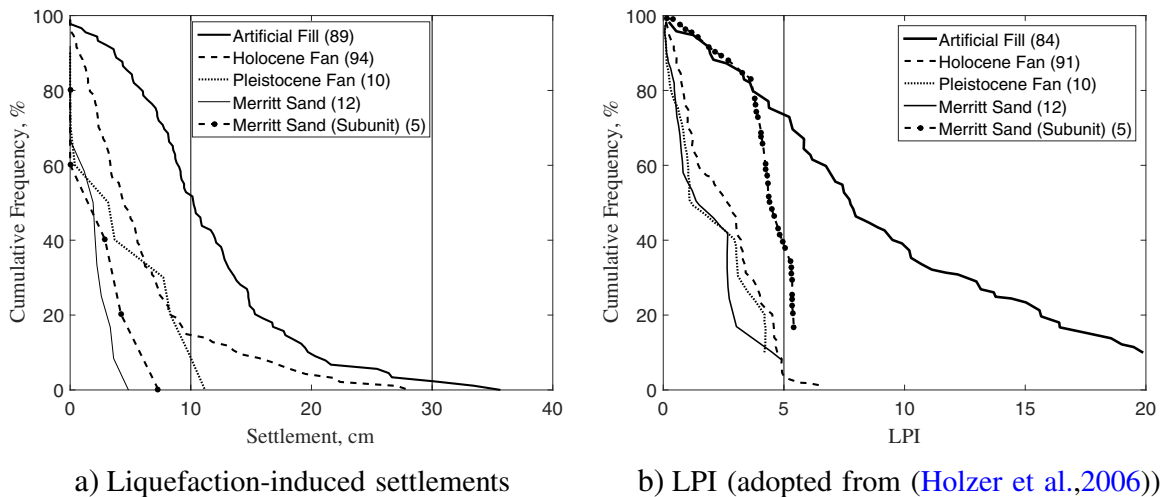 100
80
60
40
20
0
Cumulative Frequency, %
Artificial Fill (89)
Holocene Fan (94)
Pleistocene Fan (10)
Merritt Sand (12)
Merritt Sand (Subunit) (5)
0 10 20 30 40
Settlement, cm
a) Liquefaction-induced settlements
100
80
60
40
20
0
Cumulative Frequency, %
Artificial Fill (84)
Holocene Fan (91)
Pleistocene Fan (10)
Merritt Sand (12)
Merritt Sand (Subunit) (5)
0 5 10 15 20
LPI
b) LPI (adopted from (Holzer et al.,2006))